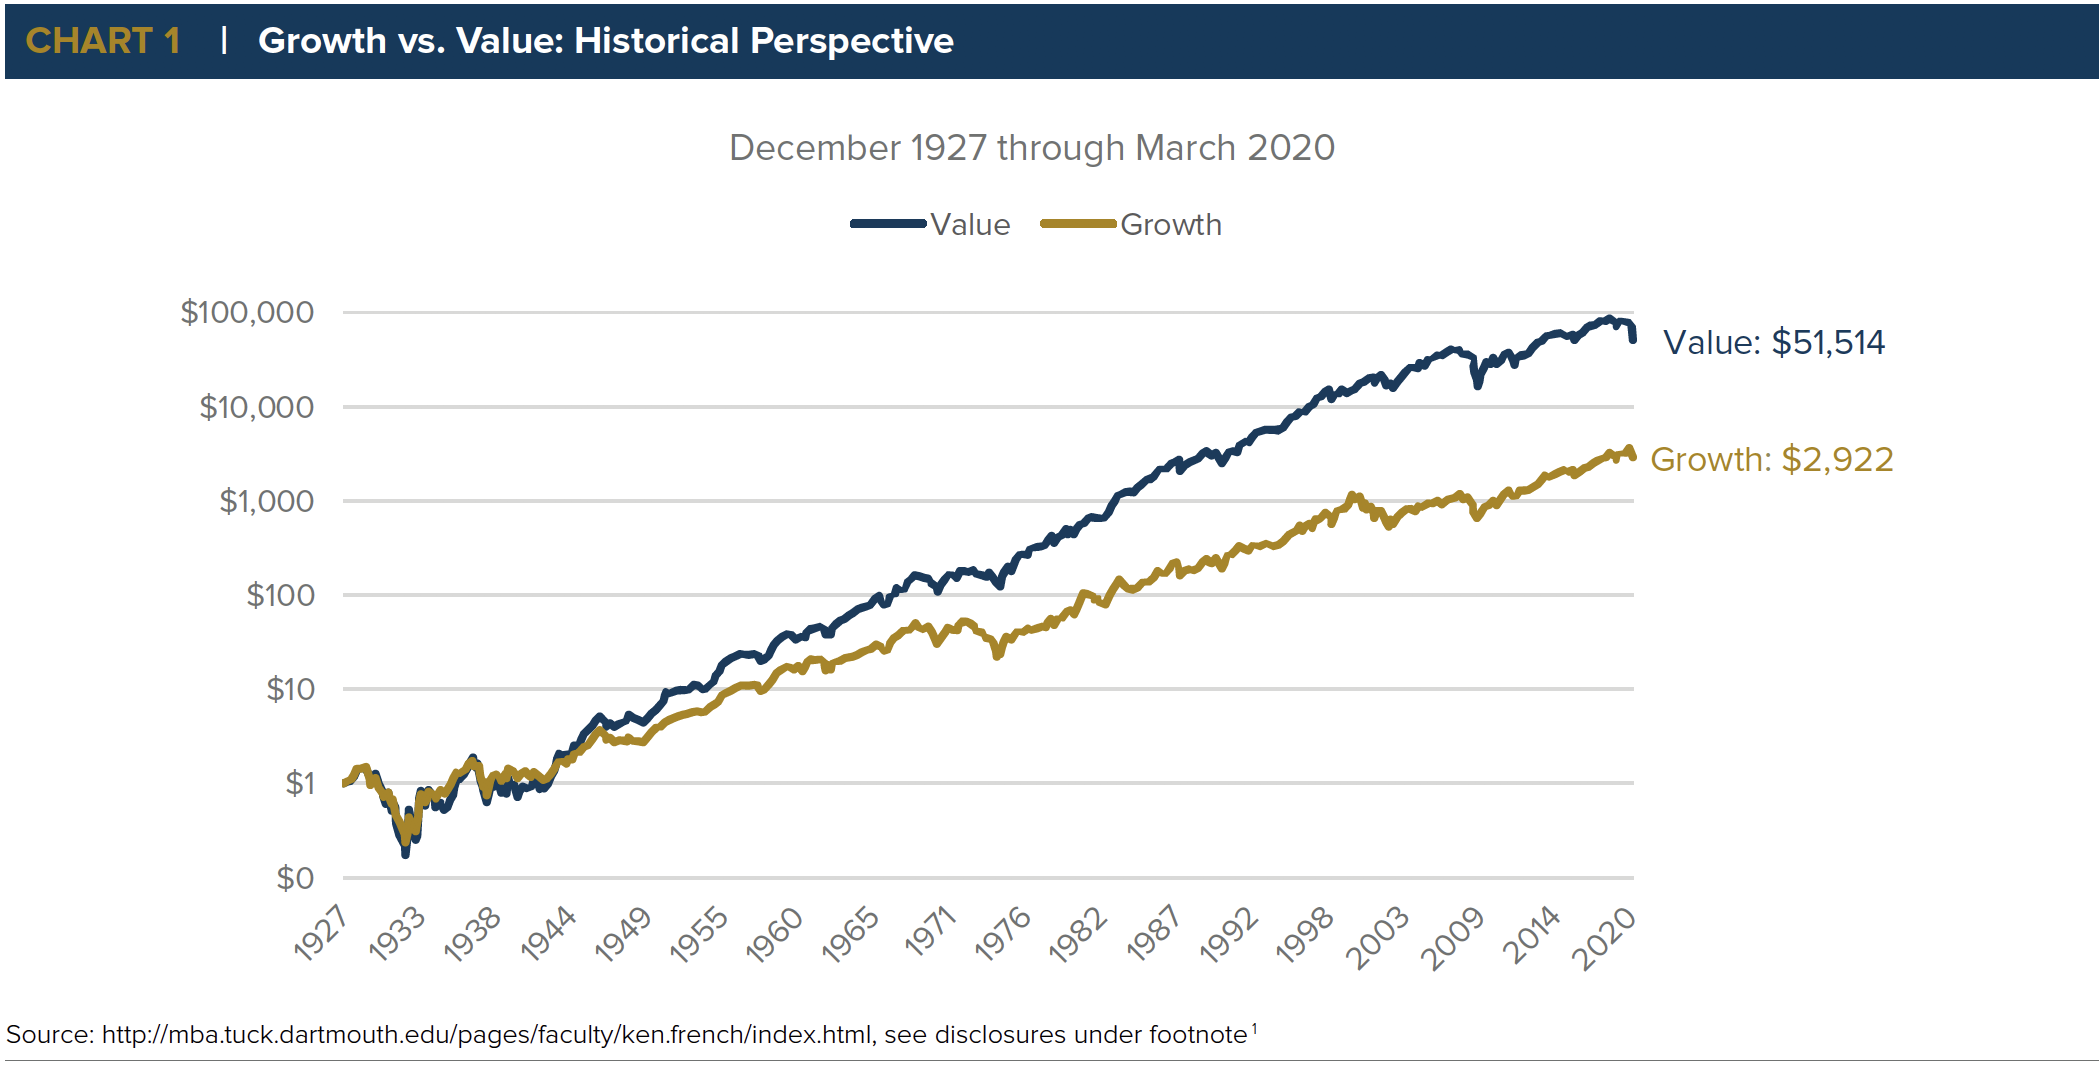 CHART 1 | Growth vs. Value: Historical Perspective
December 1927 through March 2020
Value Growth
$100,000
Value: $51,514
$10,000
Growth: $2,922
$1,000
$100
$10
$1
$0
1927 1933 1938 1944 1949 1955 1960 1965 1971 1976 1982 1987 1992 1998 2003 2009 2014 2020
Source: http://mba.tuck.dartmouth.edu/pages/faculty/ken.french/index.html, see disclosures under footnote¹